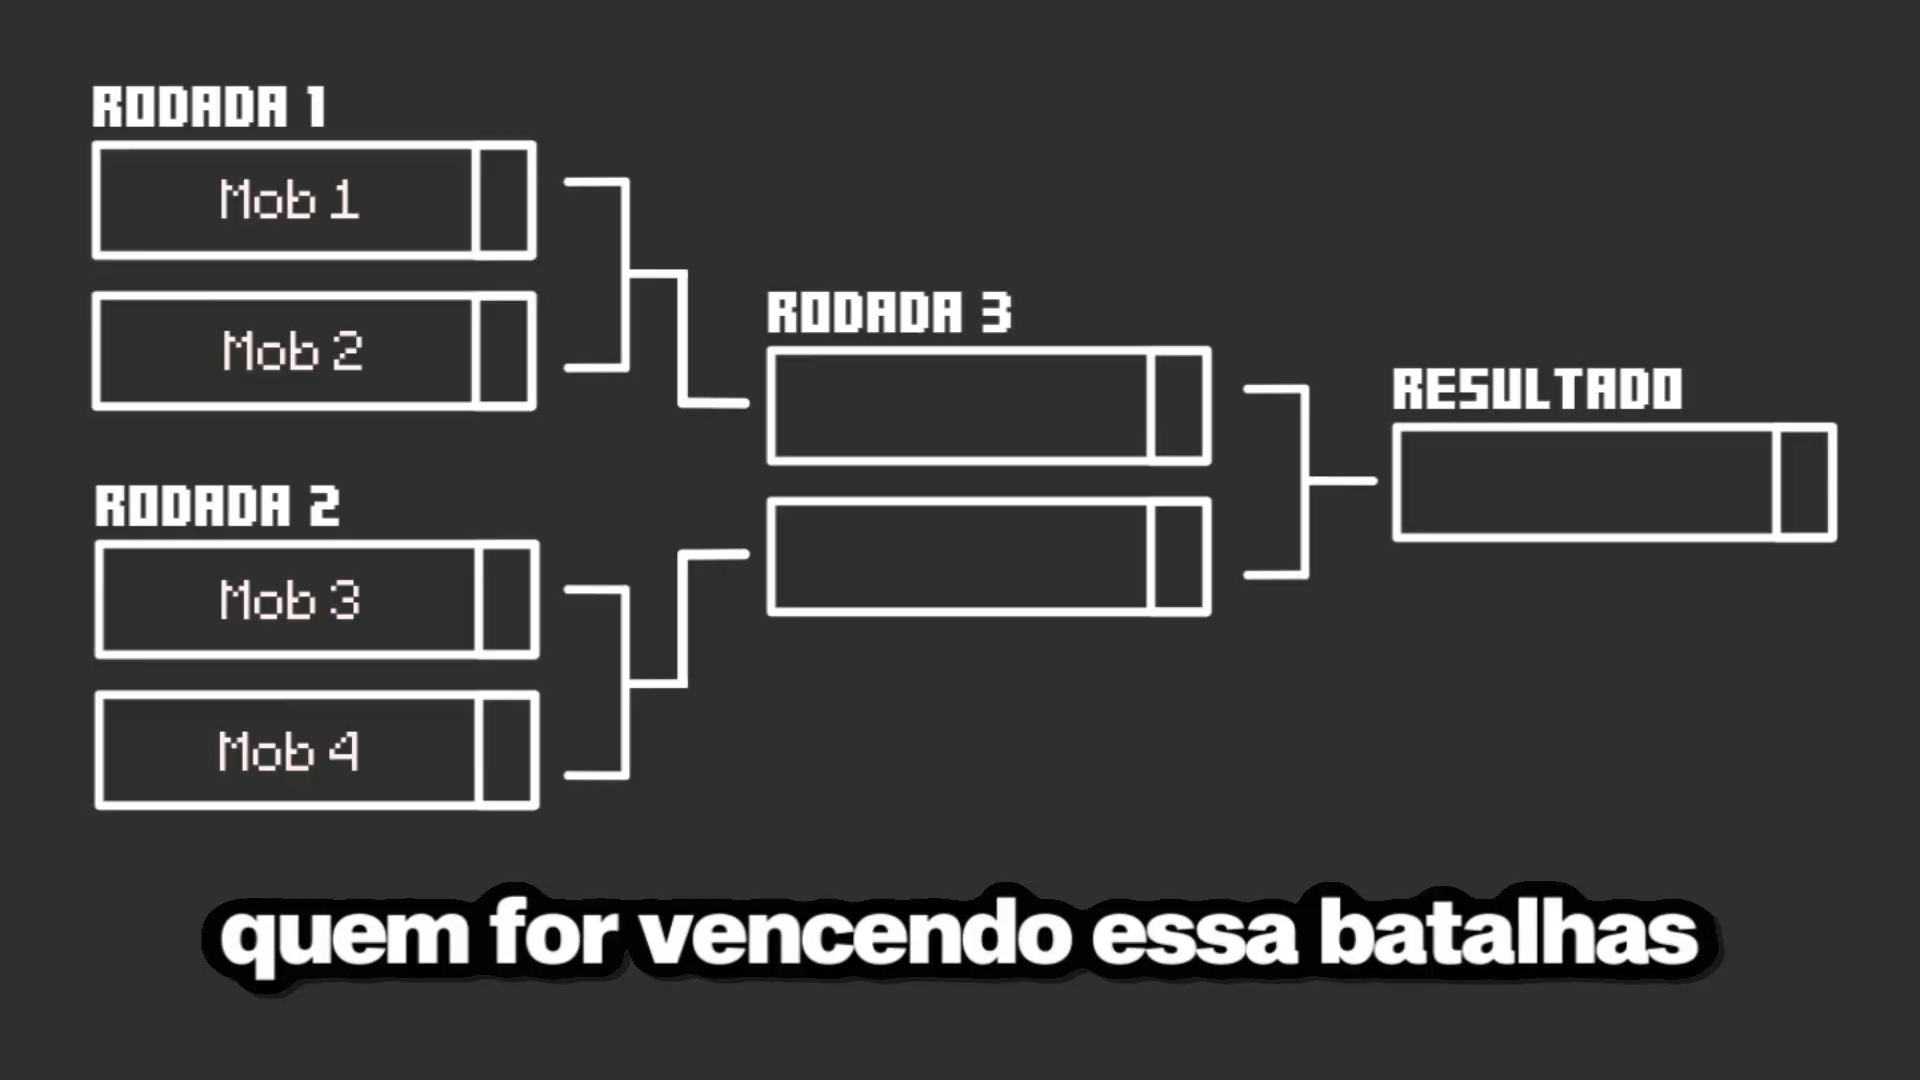 RODADA 1
Mob 1
Mob 2
RODADA 2
Mob 3
Mob 4
RODADA 3
RESULTADO
quem for vencendo essa batalhas